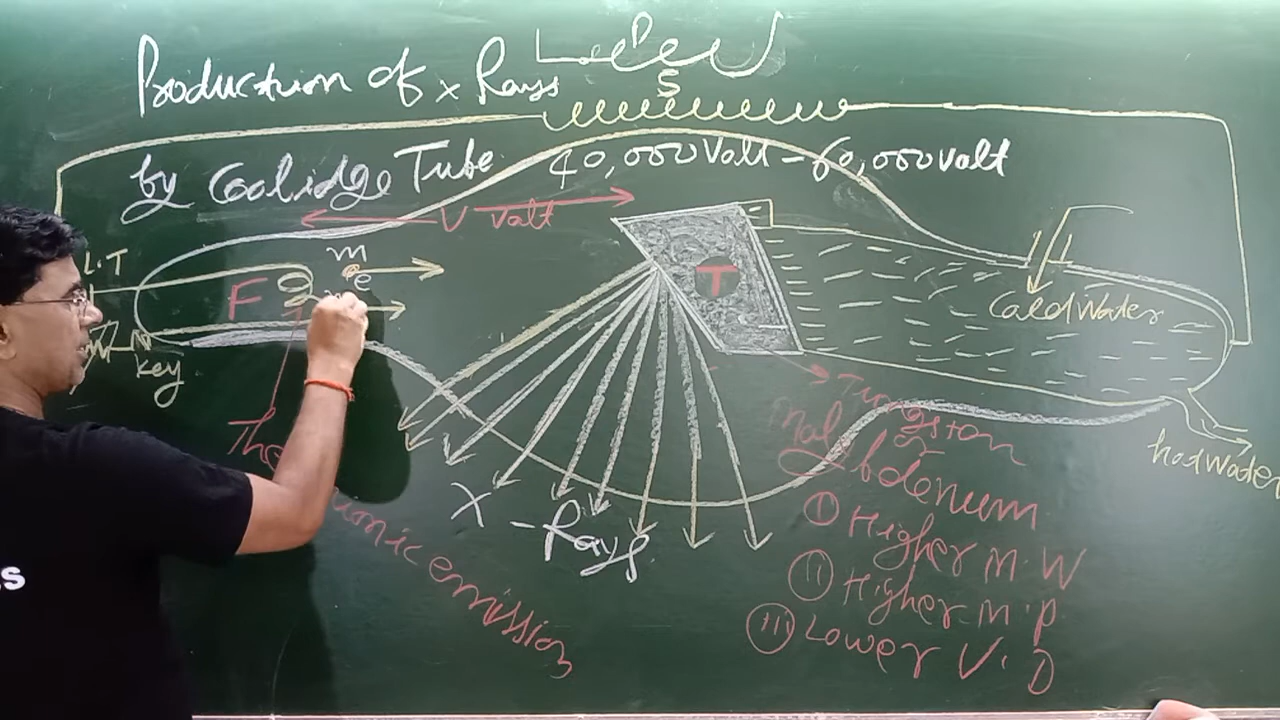 Production of x Rays
P
S
by Coolidge Tube
40,000 Volt - 60,000 Volt
V Volt
L.T
m
e
F
T
Cold Water
key
Tungston
or
Molybdenum
hot Water
X - Rays
emission
I Higher M.W
II Higher M.P
III Lower V.D
s